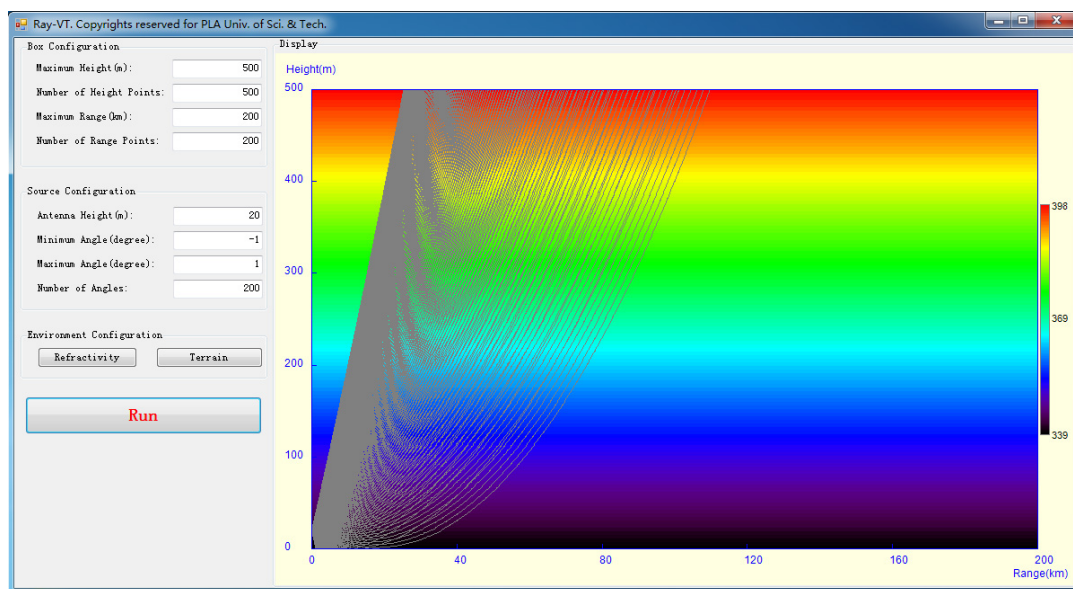 Ray-VT. Copyrights reserved for PLA Univ. of Sci. & Tech.
Box Configuration
Maximum Height(m): 500
Number of Height Points: 500
Maximum Range(km): 200
Number of Range Points: 200
Source Configuration
Antenna Height(m): 20
Minimum Angle(degree): -1
Maximum Angle(degree): 1
Number of Angles: 200
Environment Configuration
Refractivity Terrain
Run
Display
Height(m)
500
400
300
200
100
0
0 40 80 120 160 200
Range(km)
398
369
339